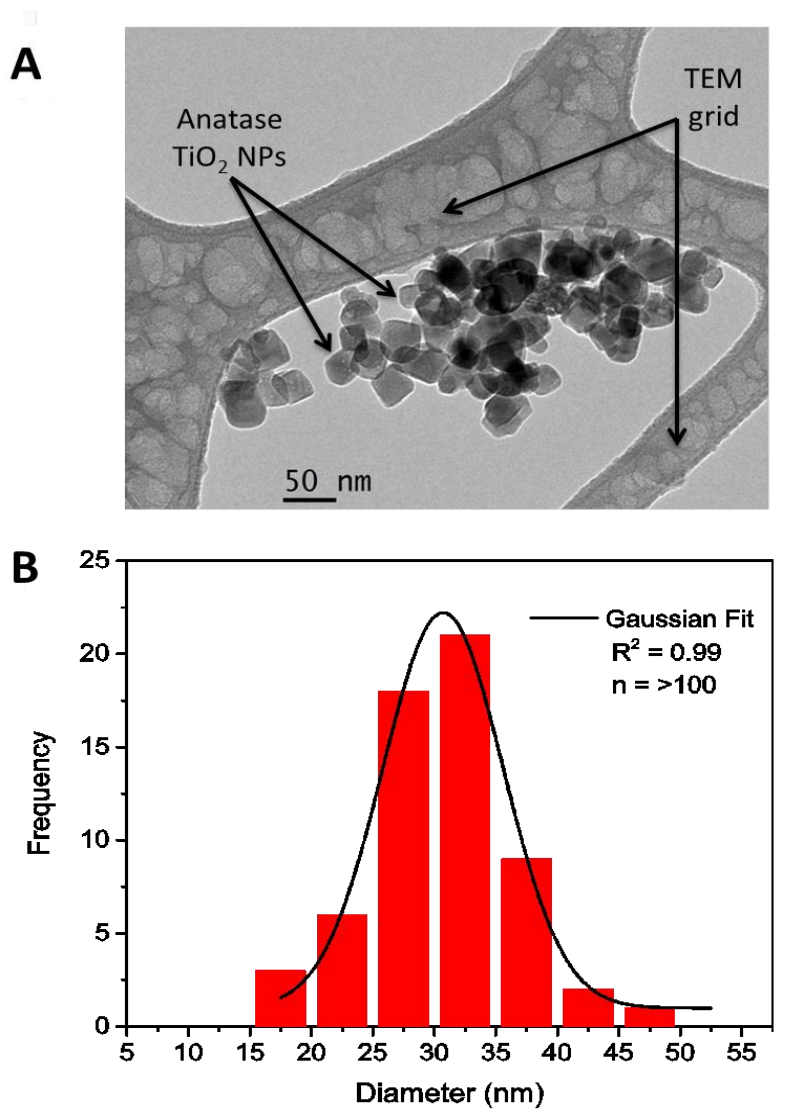 A
Anatase
TiO₂ NPs
TEM
grid
50 nm
B
25
20
15
10
5
0
Frequency
Gaussian Fit
R² = 0.99
n = >100
5 10 15 20 25 30 35 40 45 50 55
Diameter (nm)